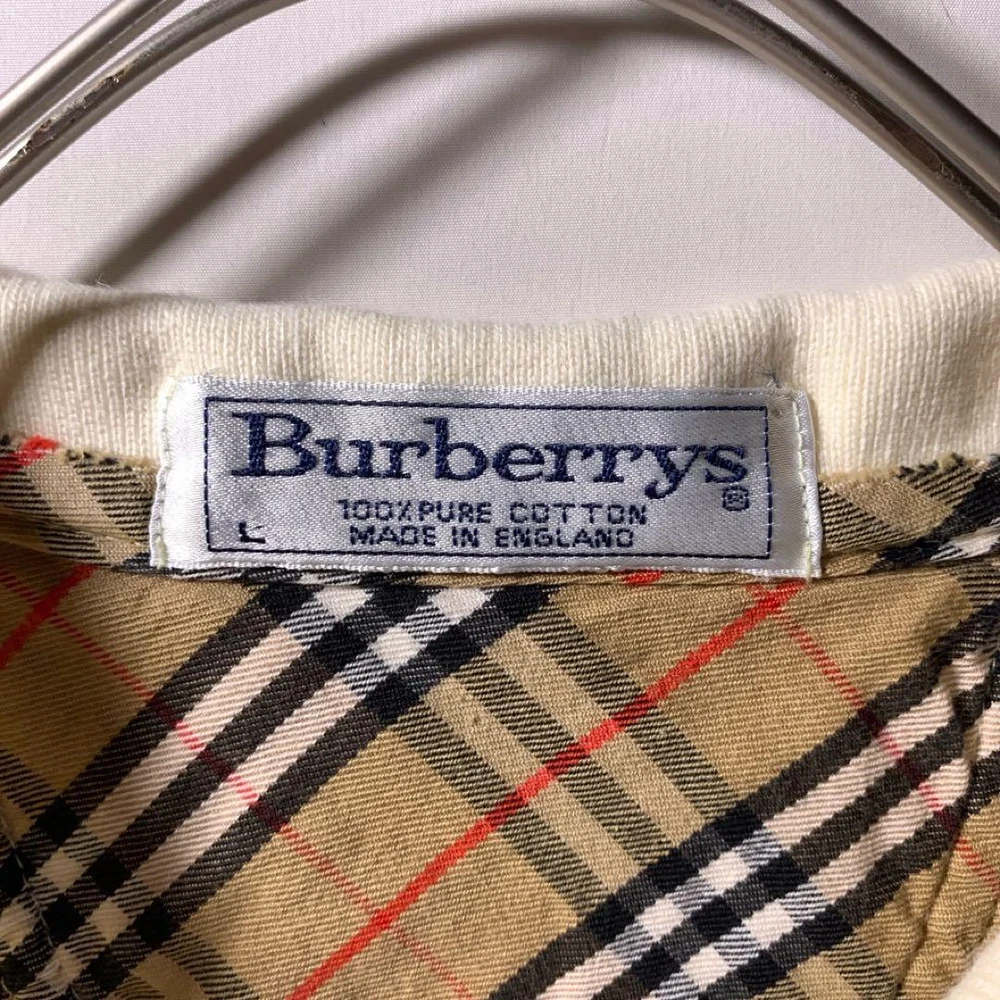 Burberrys®
100% PURE COTTON
L MADE IN ENGLAND